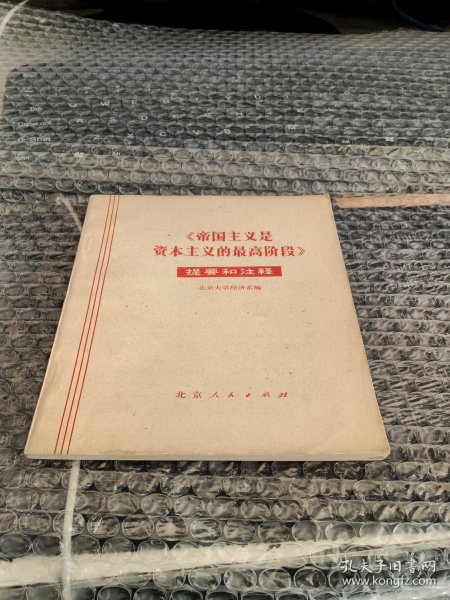 《帝国主义是
资本主义的最高阶段》
提要和注释
北京大学经济系编
北京人民出版社
孔夫子旧书网
www.kongfz.com